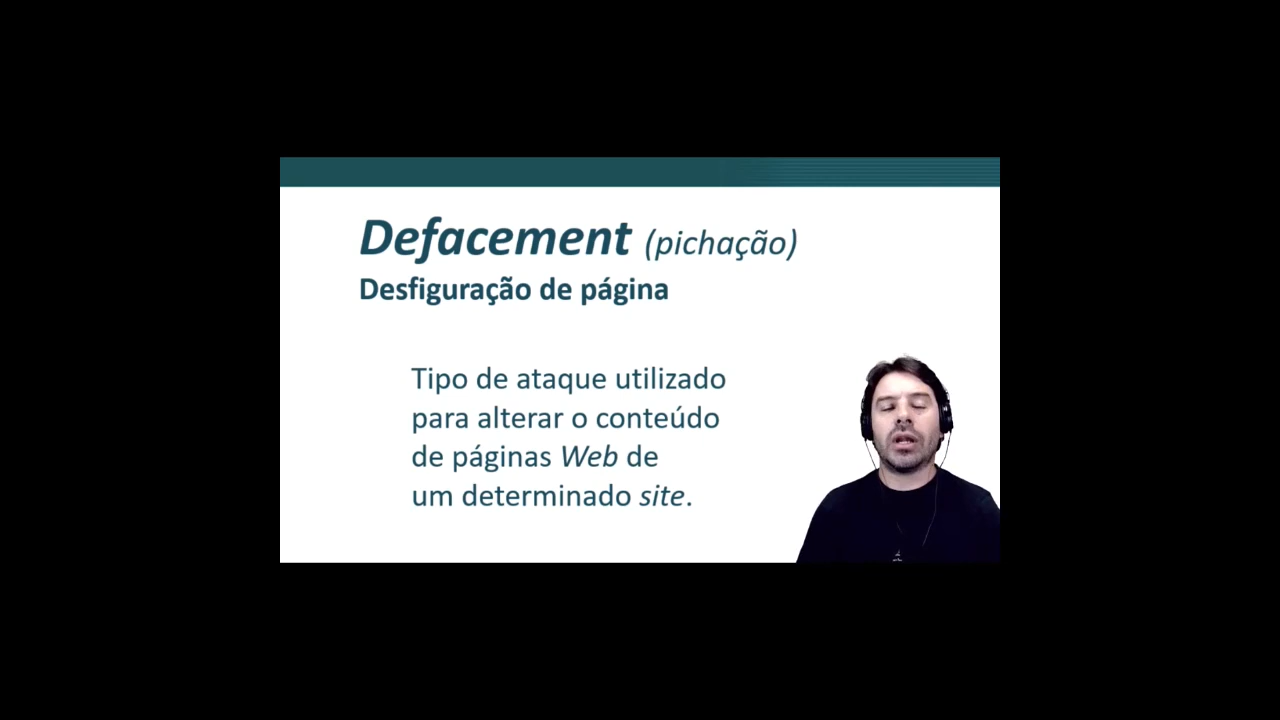 Defacement (pichação)
Desfiguração de página
Tipo de ataque utilizado
para alterar o conteúdo
de páginas Web de
um determinado site.